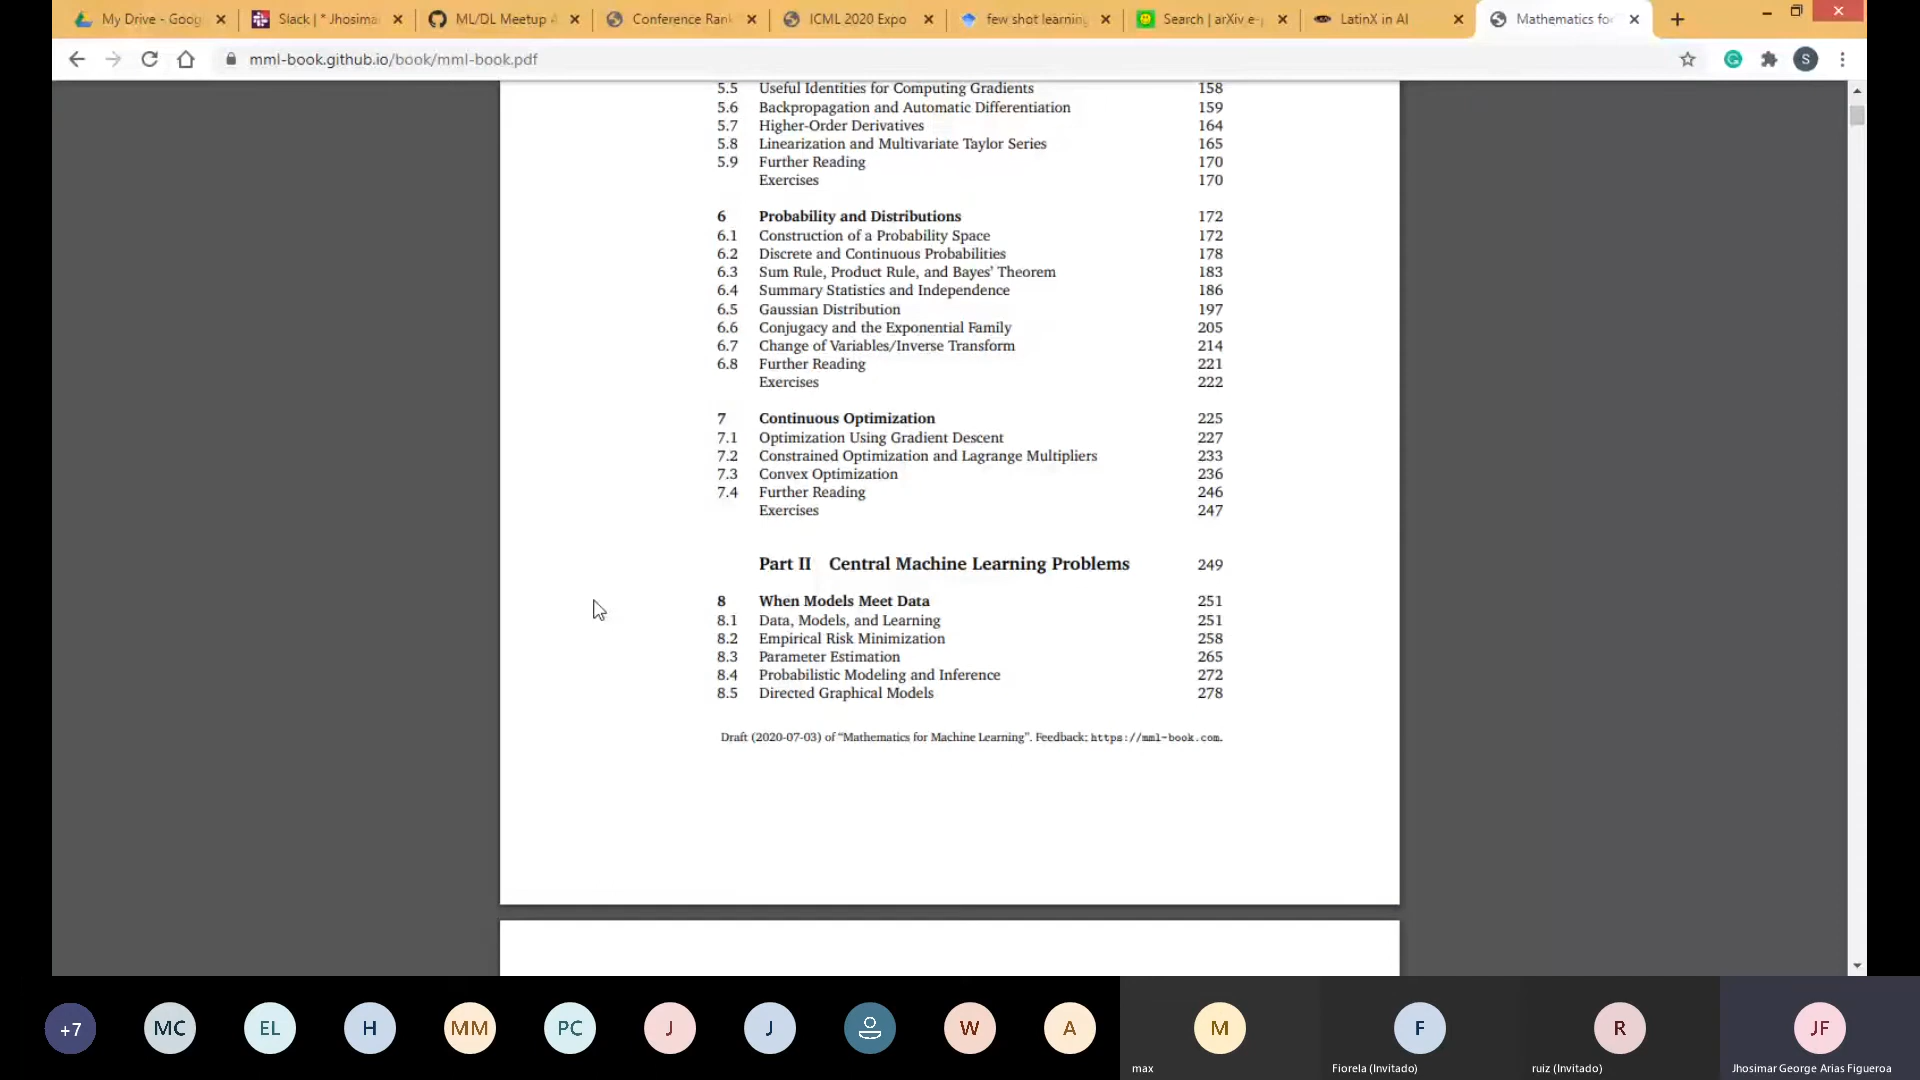 My Drive - Goog
Slack | * Jhosima
ML/DL Meetup
Conference Rank
ICML 2020 Expo
few shot learning
Search | arXiv e-p
LatinX in AI
Mathematics for
mml-book.github.io/book/mml-book.pdf
S
5.5 Useful Identities for Computing Gradients 158
5.6 Backpropagation and Automatic Differentiation 159
5.7 Higher-Order Derivatives 164
5.8 Linearization and Multivariate Taylor Series 165
5.9 Further Reading 170
Exercises 170
6 Probability and Distributions 172
6.1 Construction of a Probability Space 172
6.2 Discrete and Continuous Probabilities 178
6.3 Sum Rule, Product Rule, and Bayes' Theorem 183
6.4 Summary Statistics and Independence 186
6.5 Gaussian Distribution 197
6.6 Conjugacy and the Exponential Family 205
6.7 Change of Variables/Inverse Transform 214
6.8 Further Reading 221
Exercises 222
7 Continuous Optimization 225
7.1 Optimization Using Gradient Descent 227
7.2 Constrained Optimization and Lagrange Multipliers 233
7.3 Convex Optimization 236
7.4 Further Reading 246
Exercises 247
Part II Central Machine Learning Problems 249
8 When Models Meet Data 251
8.1 Data, Models, and Learning 251
8.2 Empirical Risk Minimization 258
8.3 Parameter Estimation 265
8.4 Probabilistic Modeling and Inference 272
8.5 Directed Graphical Models 278
Draft (2020-07-03) of "Mathematics for Machine Learning". Feedback: https://mml-book.com.
+7 MC EL H MM PC J J W A M F R JF
max Fiorela (Invitado) ruiz (Invitado) Jhosimar George Arias Figueroa